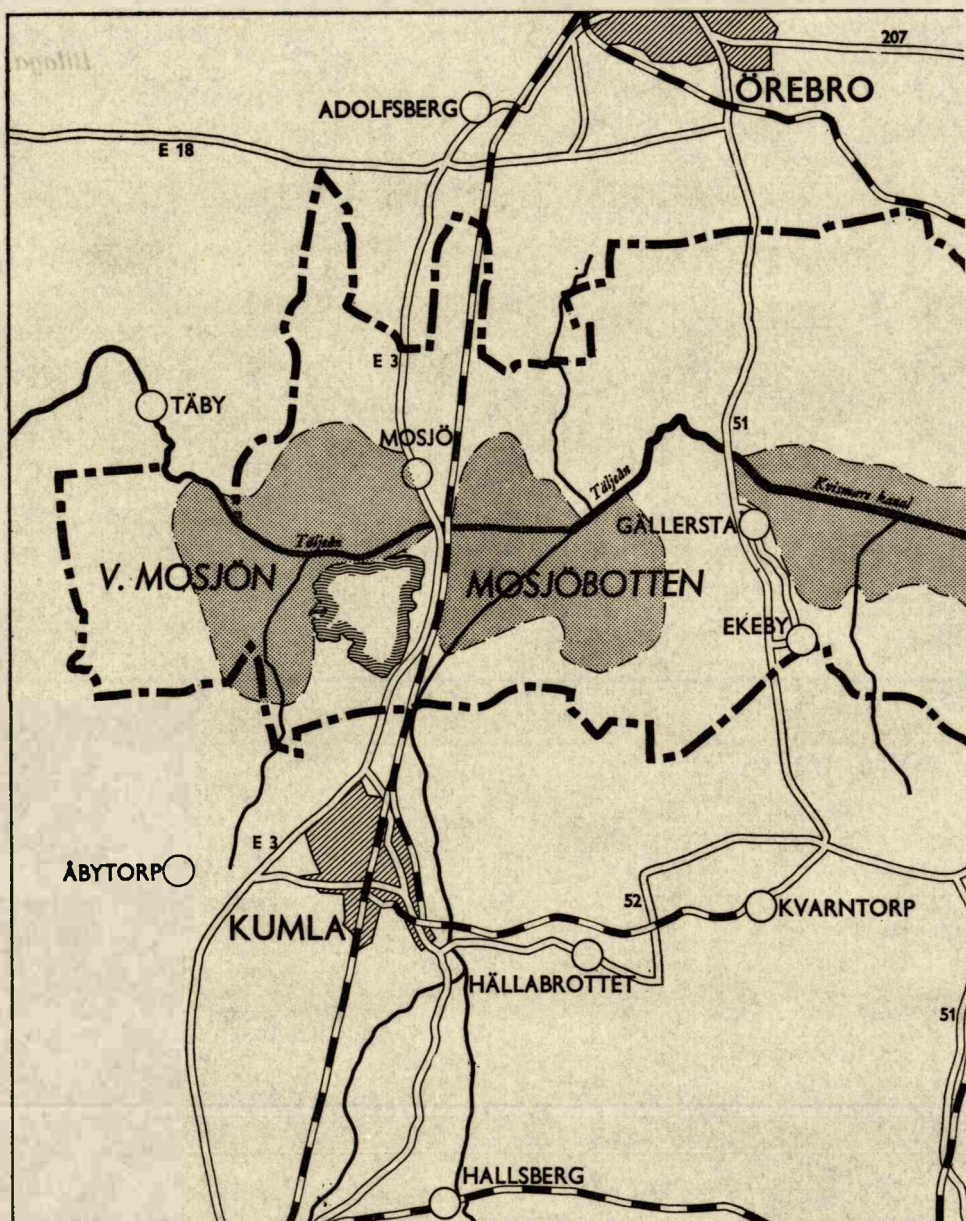 207
ÖREBRO
ADOLFSBERG
E 18
E 3
TÄBY
51
MOSJÖ
Täljeån
Kvismare kanal
GÄLLERSTA
Täljeån
V. MOSJÖN
MOSJÖBOTTEN
EKEBY
E 3
ÅBYTORP
52
KVARNTORP
KUMLA
HÄLLABROTTET
51
HALLSBERG